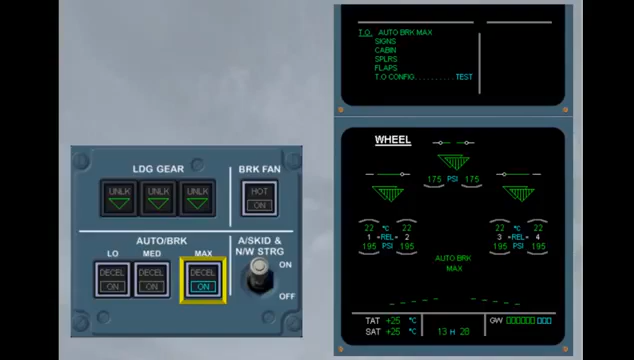 T.O AUTO BRK MAX
SIGNS
CABIN
SPLRS
FLAPS
T.O CONFIG..........TEST
LDG GEAR
BRK FAN
UNLK UNLK UNLK
HOT
ON
AUTO/BRK
LO MED MAX
DECEL DECEL DECEL
ON ON ON
A/SKID &
N/W STRG
ON
OFF
WHEEL
175 PSI 175
22 °C 22 22 °C 22
1 -REL- 2 3 -REL- 4
195 PSI 195 195 PSI 195
AUTO BRK
MAX
TAT +25 °C
SAT +25 °C
13 H 28
GW